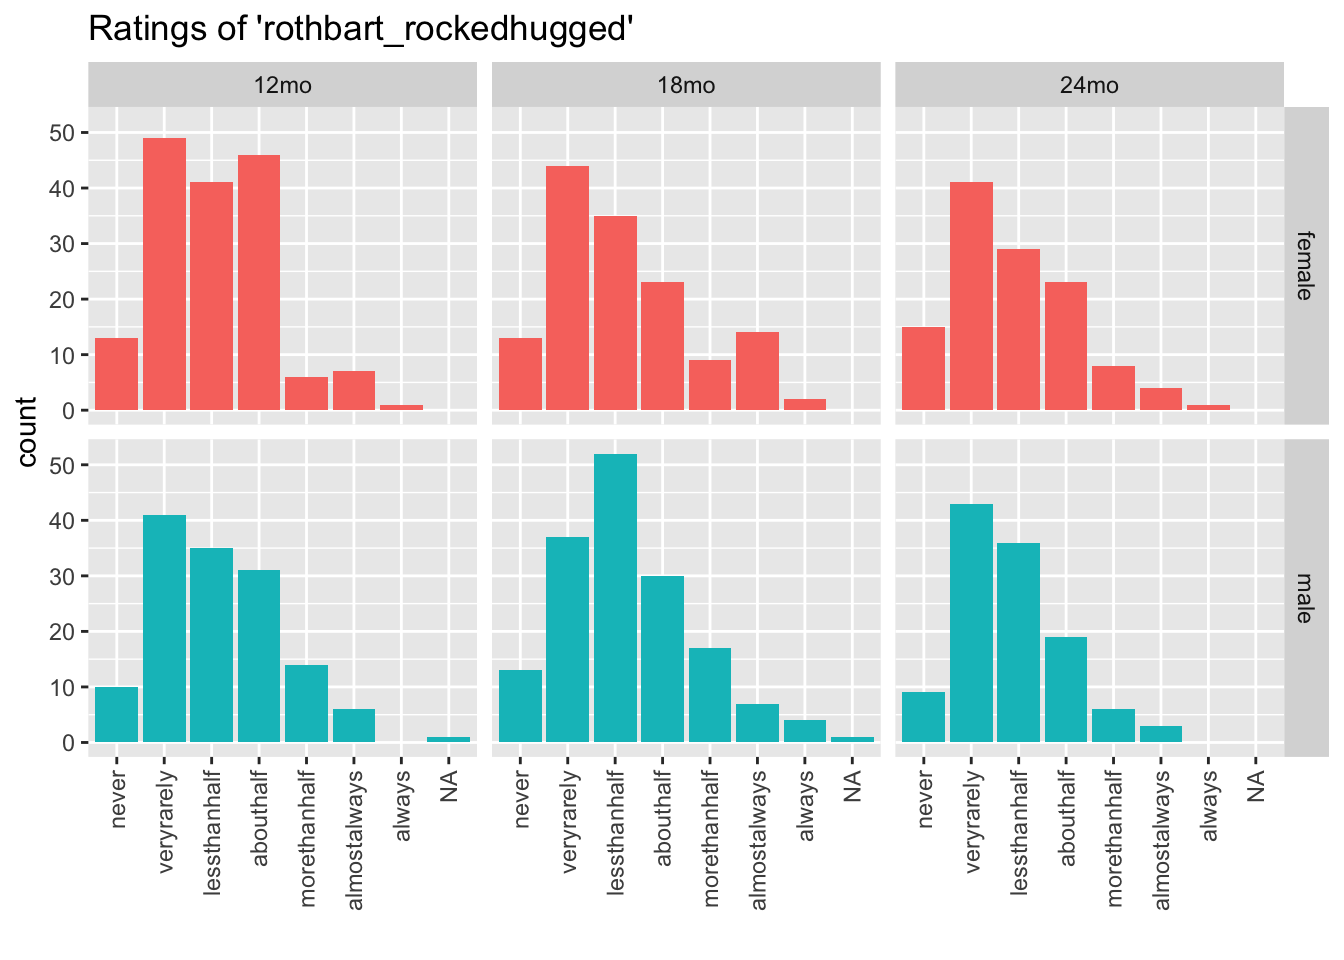 Ratings of 'rothbart_rockedhugged'
12mo 18mo 24mo
50
40
30
20
10
0
female
count
50
40
30
20
10
0
male
never veryrarely lessthanhalf abouthalf morethanhalf almostalways always NA never veryrarely lessthanhalf abouthalf morethanhalf almostalways always NA never veryrarely lessthanhalf abouthalf morethanhalf almostalways always NA